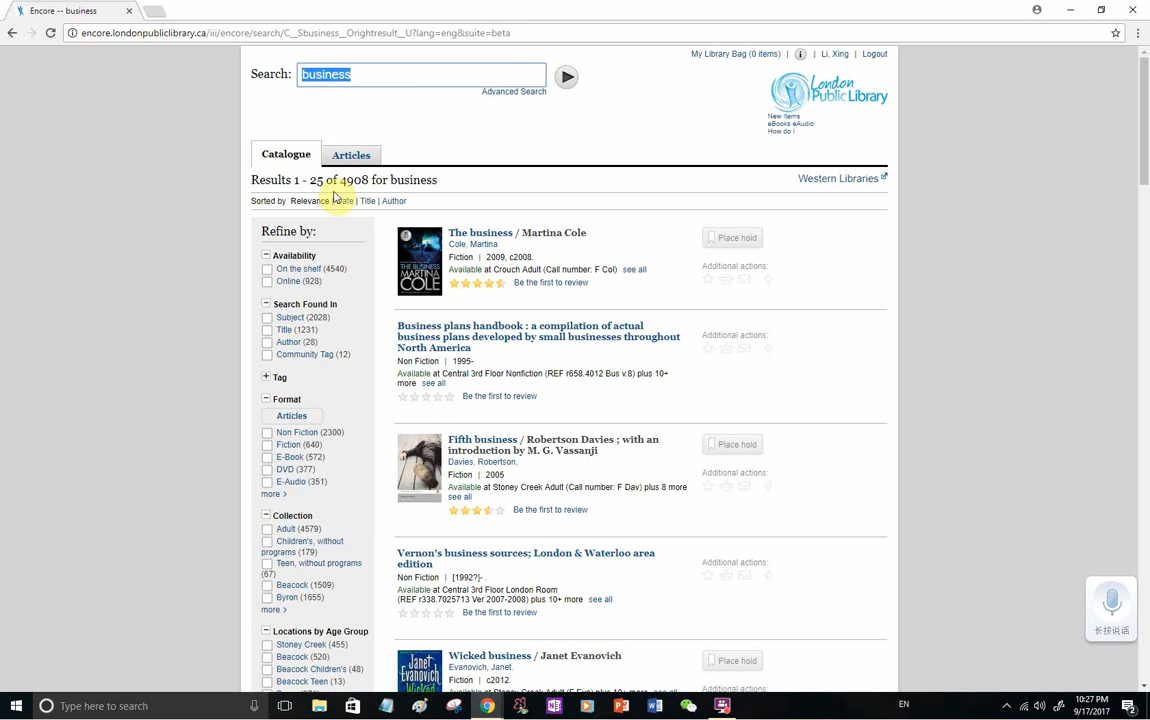 Encore -- business
encore.londonpubliclibrary.ca/iii/encore/search/C__Sbusiness__Orightresult__U?lang=eng&suite=beta
My Library Bag (0 items) | Li, Xing | Logout
Search: business
Advanced Search
London
Public Library
New Items
eBooks eAudio
How do I
Catalogue Articles
Results 1 - 25 of 4908 for business
Western Libraries
Sorted by Relevance | Date | Title | Author
Refine by:
Availability
On the shelf (4540)
Online (928)
Search Found In
Subject (2028)
Title (1231)
Author (28)
Community Tag (12)
Tag
Format
Articles
Non Fiction (2300)
Fiction (640)
E-Book (572)
DVD (377)
E-Audio (351)
more >
Collection
Adult (4579)
Children's, without
programs (179)
Teen, without programs
(67)
Beacock (1509)
Byron (1655)
more >
Locations by Age Group
Stoney Creek (455)
Beacock (520)
Beacock Children's (48)
Beacock Teen (13)
THE BUSINESS
MARTINA
COLE
The business / Martina Cole
Cole, Martina
Fiction | 2009, c2008.
Available at Crouch Adult (Call number: F Col) see all
Be the first to review
Place hold
Additional actions:
Business plans handbook : a compilation of actual
business plans developed by small businesses throughout
North America
Non Fiction | 1995-
Available at Central 3rd Floor Nonfiction (REF r658.4012 Bus v.8) plus 10+
more see all
Be the first to review
Additional actions:
Fifth business / Robertson Davies ; with an
introduction by M. G. Vassanji
Davies, Robertson,
Fiction | 2005
Available at Stoney Creek Adult (Call number: F Dav) plus 8 more
see all
Be the first to review
Place hold
Additional actions:
Vernon's business sources; London & Waterloo area
edition
Non Fiction | [1992?]- .
Available at Central 3rd Floor London Room
(REF r338.7025713 Ver 2007-2008) plus 10+ more see all
Be the first to review
Additional actions:
Janet
Evanovich
Wicked
Wicked business / Janet Evanovich
Evanovich, Janet.
Fiction | c2012.
Place hold
Additional actions:
长按说话
Type here to search
EN
10:27 PM
9/17/2017